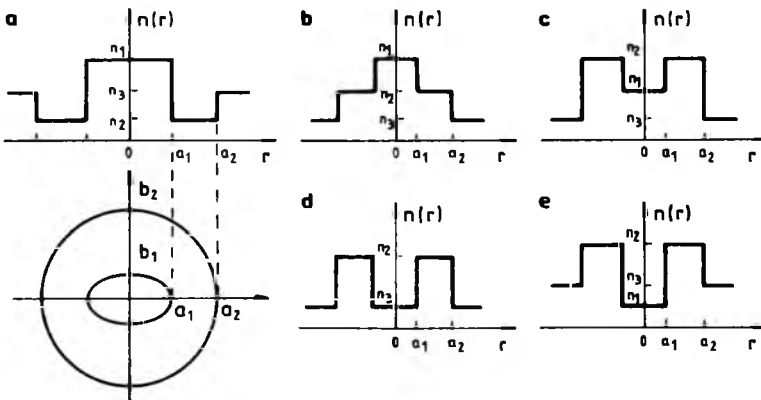 a
n(r)
n₁
n₃
n₂
0
a₁
a₂
r
b₂
b₁
a₁
a₂
b
n(r)
n₁
n₂
n₃
0
a₁
a₂
r
c
n(r)
n₂
n₁
n₃
0
a₁
a₂
r
d
n(r)
n₂
n₃
0
a₁
a₂
r
e
n(r)
n₂
n₃
n₁
0
a₁
a₂
r